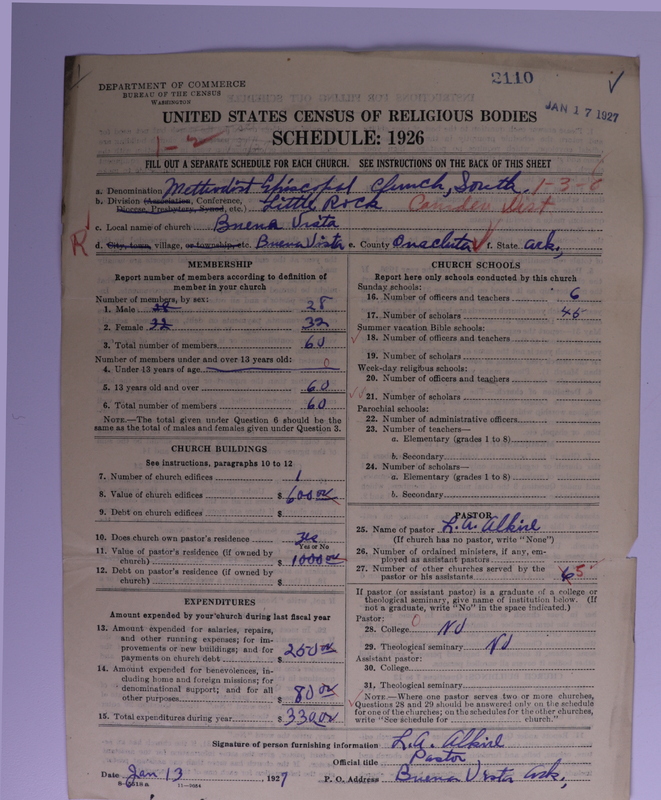 2110
JAN 17 1927
DEPARTMENT OF COMMERCE
BUREAU OF THE CENSUS
WASHINGTON
UNITED STATES CENSUS OF RELIGIOUS BODIES
SCHEDULE: 1926
1-2
FILL OUT A SEPARATE SCHEDULE FOR EACH CHURCH. SEE INSTRUCTIONS ON THE BACK OF THIS SHEET
a. Denomination Methodist Episcopal Church, South. 1-3-0
b. Division (Association, Conference, Little Rock Camden Dist
Diocese, Presbytery, Synod, etc.)
c. Local name of church Buena Vista
R
d. City, town, village, or township, etc. Buena Vista e. County Ouachita f. State Ark,
MEMBERSHIP
Report number of members according to definition of
member in your church
Number of members, by sex:
1. Male 28 28
2. Female 32 32
3. Total number of members 60
Number of members under and over 13 years old:
4. Under 13 years of age 0
5. 13 years old and over 60
6. Total number of members 60
NOTE.—The total given under Question 6 should be the
same as the total of males and females given under Question 3.
CHURCH BUILDINGS
See instructions, paragraphs 10 to 12
7. Number of church edifices 1
8. Value of church edifices $ 600 00
9. Debt on church edifices $
10. Does church own pastor's residence yes
Yes or No
11. Value of pastor's residence (if owned by
church) $ 1000 00
12. Debt on pastor's residence (if owned by
church) $
EXPENDITURES
Amount expended by your church during last fiscal year
13. Amount expended for salaries, repairs,
and other running expenses; for im-
provements or new buildings; and for
payments on church debt $ 250 00
14. Amount expended for benevolences, in-
cluding home and foreign missions; for
denominational support; and for all
other purposes $ 80 00
15. Total expenditures during year $ 330 00
CHURCH SCHOOLS
Report here only schools conducted by this church
Sunday schools:
16. Number of officers and teachers 6
17. Number of scholars 45
Summer vacation Bible schools:
18. Number of officers and teachers
19. Number of scholars
Week-day religious schools:
20. Number of officers and teachers
21. Number of scholars
Parochial schools:
22. Number of administrative officers
23. Number of teachers—
a. Elementary (grades 1 to 8)
b. Secondary
24. Number of scholars—
a. Elementary (grades 1 to 8)
b. Secondary
PASTOR
25. Name of pastor L. A. Alkire
(If church has no pastor, write "None")
26. Number of ordained ministers, if any, em-
ployed as assistant pastors
27. Number of other churches served by the
pastor or his assistants 6 5
If pastor (or assistant pastor) is a graduate of a college or
theological seminary, give name of institution below. (If
not a graduate, write "No" in the space indicated.)
Pastor:
28. College 0 No
29. Theological seminary No
Assistant pastor:
30. College
31. Theological seminary
NOTE.—Where one pastor serves two or more churches,
Questions 28 and 29 should be answered only on the schedule
for one of the churches; on the schedules for the other churches,
write "See schedule for church."
Signature of person furnishing information L. A. Alkire
Official title Pastor
Date Jan 13 1927 P. O. Address Buena Vista Ark,